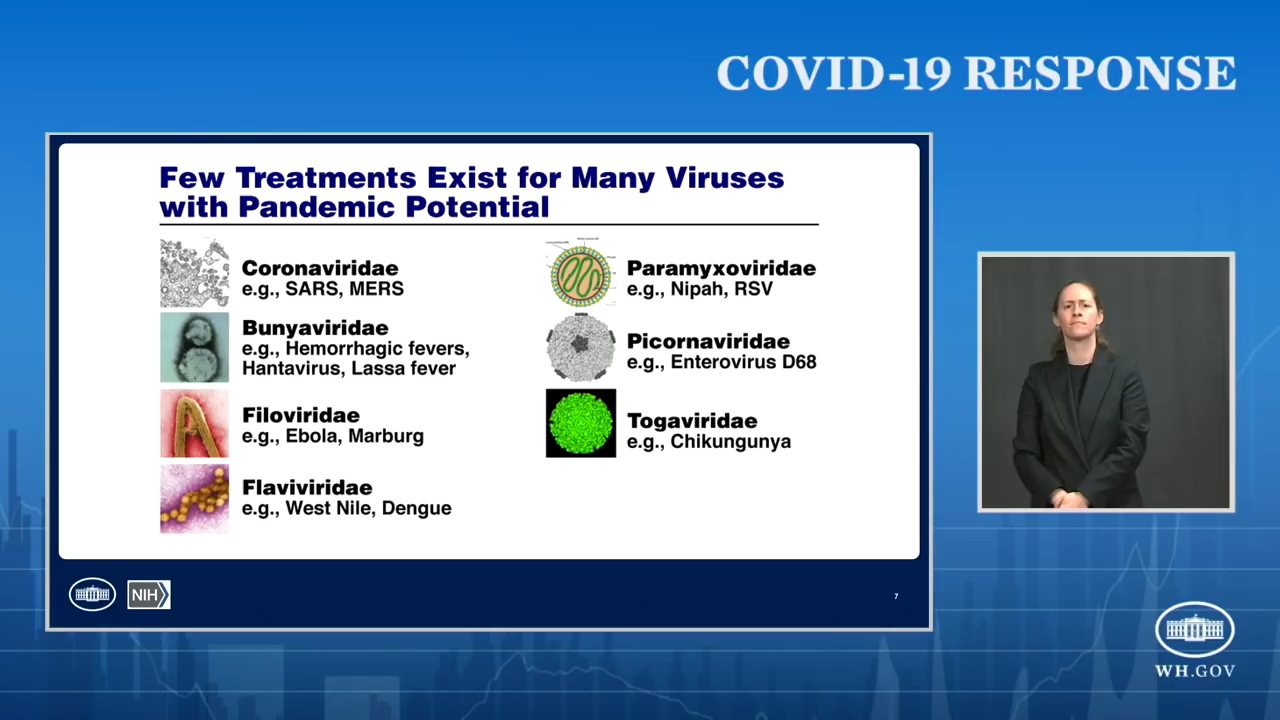 COVID-19 RESPONSE
Few Treatments Exist for Many Viruses
with Pandemic Potential
Coronaviridae
e.g., SARS, MERS
Bunyaviridae
e.g., Hemorrhagic fevers,
Hantavirus, Lassa fever
Filoviridae
e.g., Ebola, Marburg
Flaviviridae
e.g., West Nile, Dengue
Paramyxoviridae
e.g., Nipah, RSV
Picornaviridae
e.g., Enterovirus D68
Togaviridae
e.g., Chikungunya
NIH
7
WH.GOV